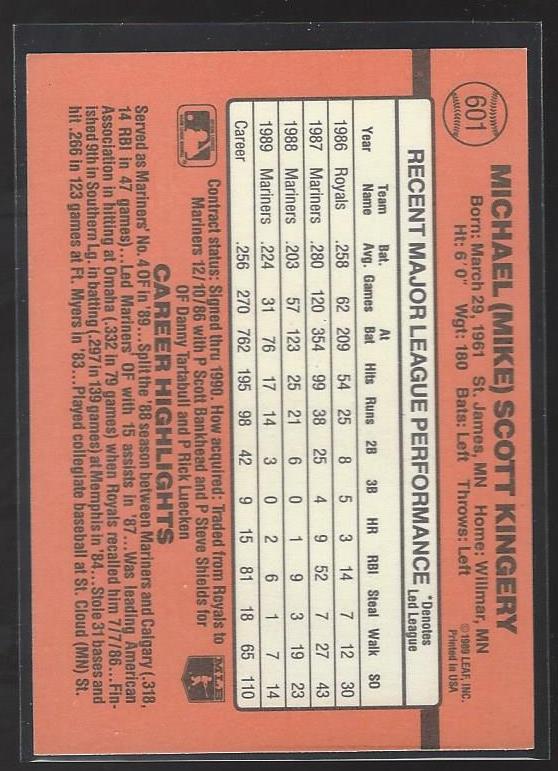 601
MICHAEL (MIKE) SCOTT KINGERY
Born: March 29, 1961 St. James, MN Home: Willmar, MN
Ht: 6' 0" Wgt: 180 Bats: Left Throws: Left
©1989 LEAF, INC.
Printed in USA
RECENT MAJOR LEAGUE PERFORMANCE *Denotes Led League
Year Team Name Bat. Avg. Games At Bat Hits Runs 2B 3B HR RBI Steal Walk SO
1986 Royals .258 62 209 54 25 8 5 3 14 7 12 30
1987 Mariners .280 120 354 99 38 25 4 9 52 7 27 43
1988 Mariners .203 57 123 25 21 6 0 1 9 3 19 23
1989 Mariners .224 31 76 17 14 3 0 2 6 1 7 14
Career .256 270 762 195 98 42 9 15 81 18 65 110
Contract status: Signed thru 1990. How acquired: Traded from Royals to
Mariners 12/10/86 with P Scott Bankhead and P Steve Shields for
OF Danny Tartabull and P Rick Luecken
MLB
CAREER HIGHLIGHTS
Served as Mariners' No. 4 OF in '89...Split the '88 season between Mariners and Calgary (.318,
14 RBI in 47 games)...Led Mariners' OF with 15 assists in '87...Was leading American
Association in hitting at Omaha (.332 in 79 games) when Royals recalled him 7/7/86...Fin-
ished 9th in Southern Lg. in batting (.297 in 139 games) at Memphis in '84...Stole 31 bases and
hit .266 in 123 games at Ft. Myers in '83...Played collegiate baseball at St. Cloud (MN) St.